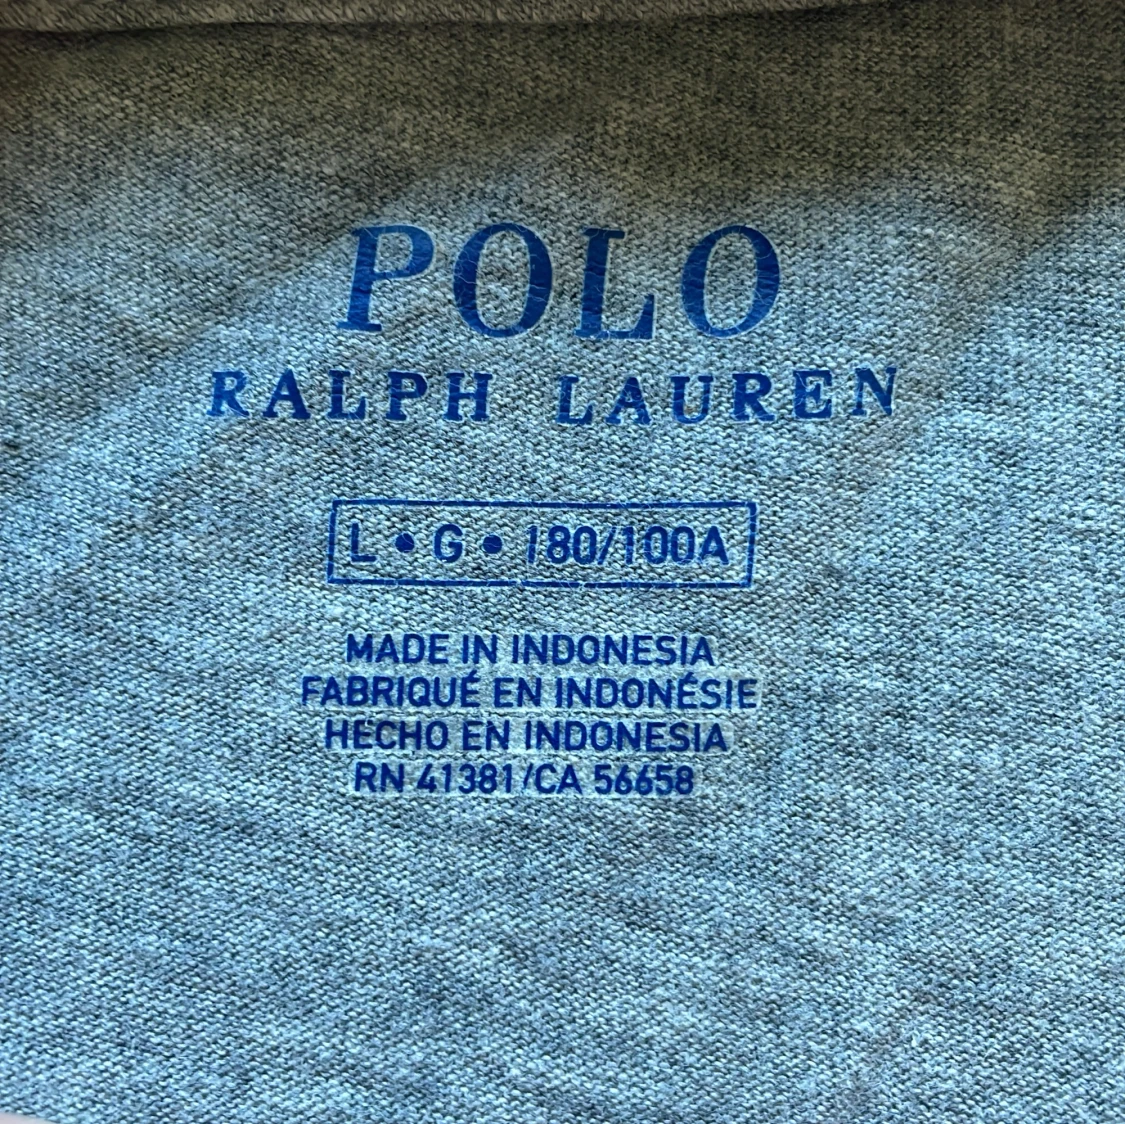 POLO
RALPH LAUREN
L • G • 180/100A
MADE IN INDONESIA
FABRIQUÉ EN INDONÉSIE
HECHO EN INDONESIA
RN 41381/CA 56658